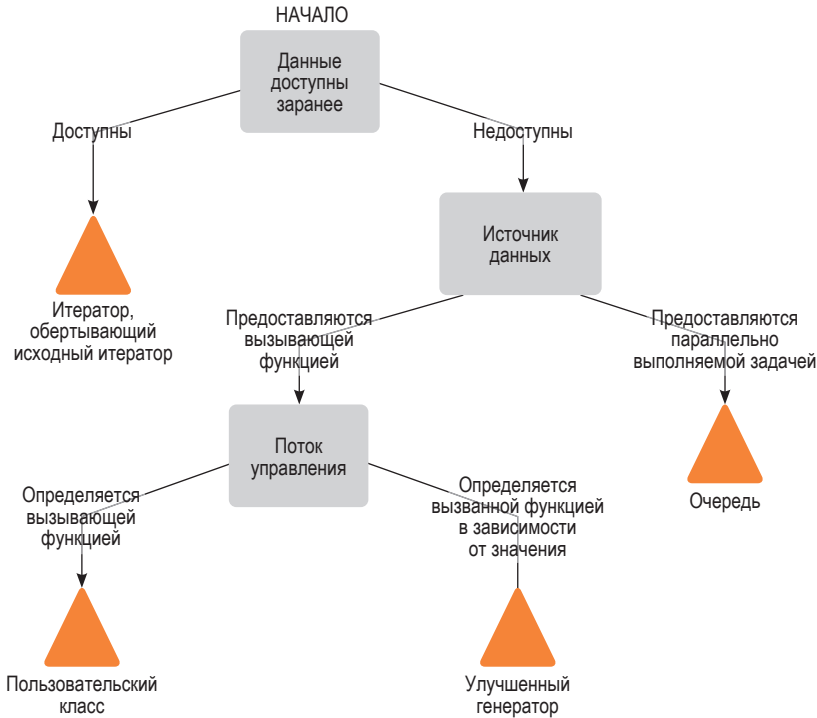 НАЧАЛО
Данные
доступны
заранее
Доступны
Недоступны
Источник
данных
Итератор,
обертывающий
исходный итератор
Предоставляются
вызывающей
функцией
Предоставляются
параллельно
выполняемой задачей
Поток
управления
Очередь
Определяется
вызывающей
функцией
Определяется
вызванной функцией
в зависимости
от значения
Пользовательский
класс
Улучшенный
генератор